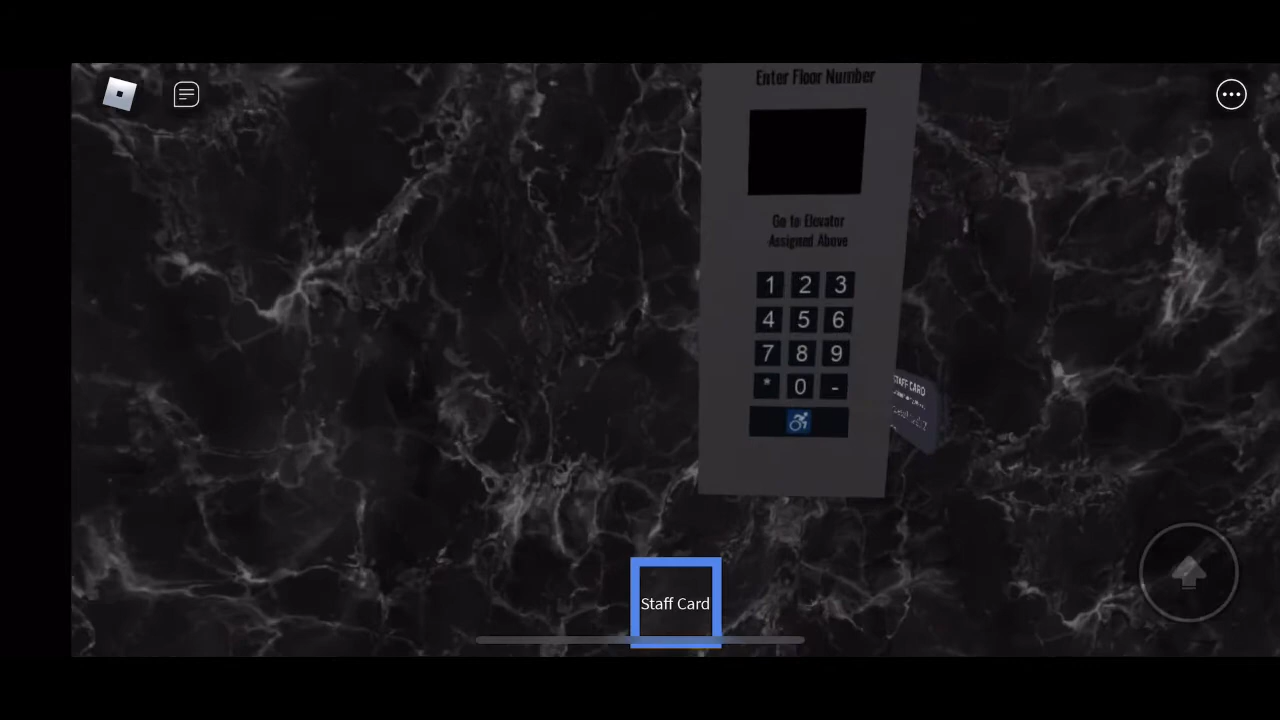 Enter Floor Number
Go to Elevator
Assigned Above
1 2 3
4 5 6
7 8 9
* 0 -
STAFF CARD
Staff Card